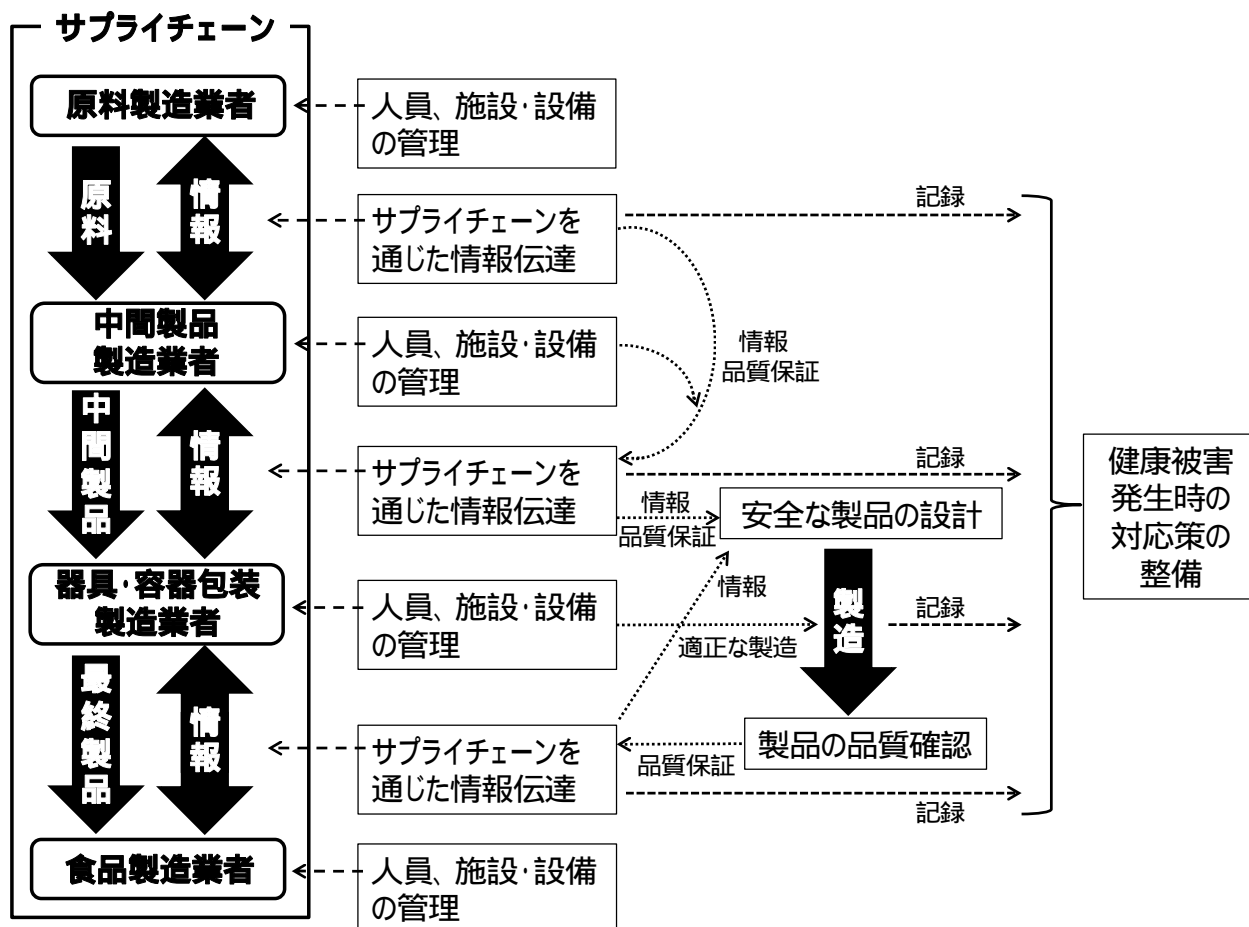 サプライチェーン
原料製造業者
人員、施設・設備
の管理
原料
情報
サプライチェーンを
通じた情報伝達
記録
中間製品
製造業者
人員、施設・設備
の管理
情報
品質保証
中間製品
情報
サプライチェーンを
通じた情報伝達
記録
情報
品質保証
安全な製品の設計
健康被害
発生時の
対応策の
整備
器具・容器包装
製造業者
人員、施設・設備
の管理
情報
適正な製造
製造
記録
最終製品
情報
サプライチェーンを
通じた情報伝達
品質保証
製品の品質確認
記録
食品製造業者
人員、施設・設備
の管理